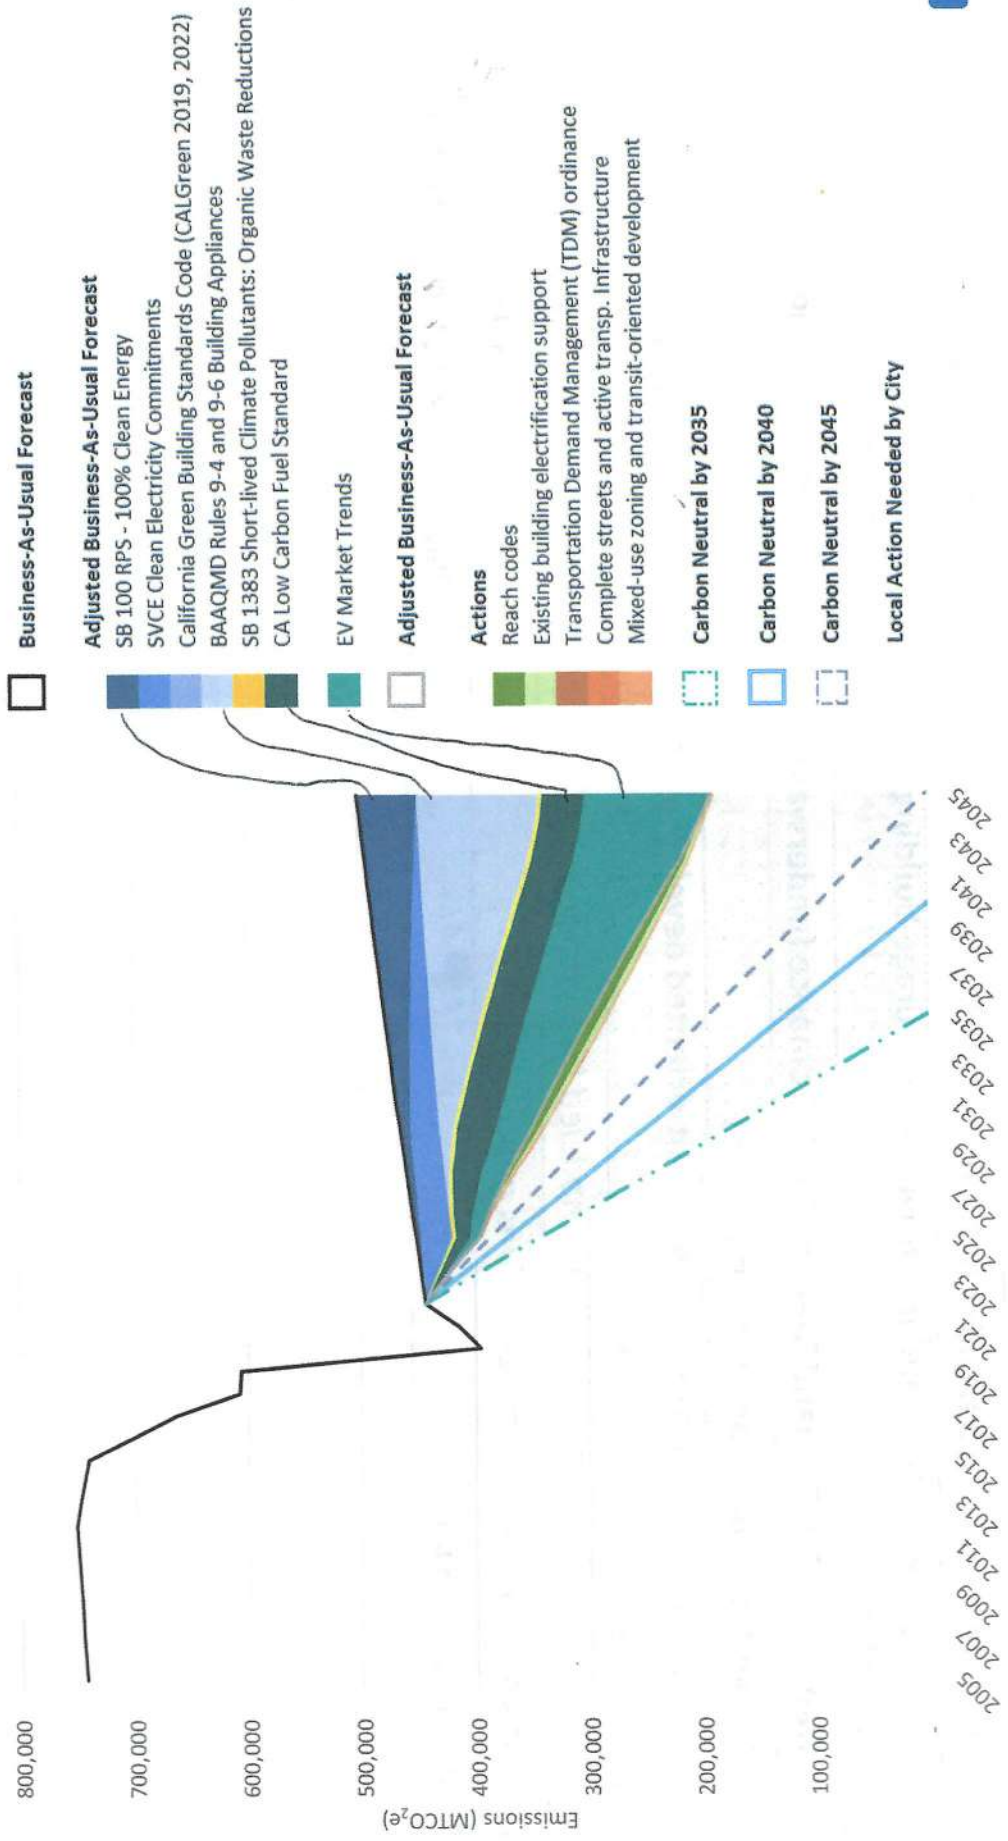 Emissions (MTCO₂e)
800,000
700,000
600,000
500,000
400,000
300,000
200,000
100,000
2005
2007
2009
2011
2013
2015
2017
2019
2021
2023
2025
2027
2029
2031
2033
2035
2037
2039
2041
2043
2045
Business-As-Usual Forecast
Adjusted Business-As-Usual Forecast
SB 100 RPS - 100% Clean Energy
SVCE Clean Electricity Commitments
California Green Building Standards Code (CALGreen 2019, 2022)
BAAQMD Rules 9-4 and 9-6 Building Appliances
SB 1383 Short-lived Climate Pollutants: Organic Waste Reductions
CA Low Carbon Fuel Standard
EV Market Trends
Adjusted Business-As-Usual Forecast
Actions
Reach codes
Existing building electrification support
Transportation Demand Management (TDM) ordinance
Complete streets and active transp. Infrastructure
Mixed-use zoning and transit-oriented development
Carbon Neutral by 2035
Carbon Neutral by 2040
Carbon Neutral by 2045
Local Action Needed by City